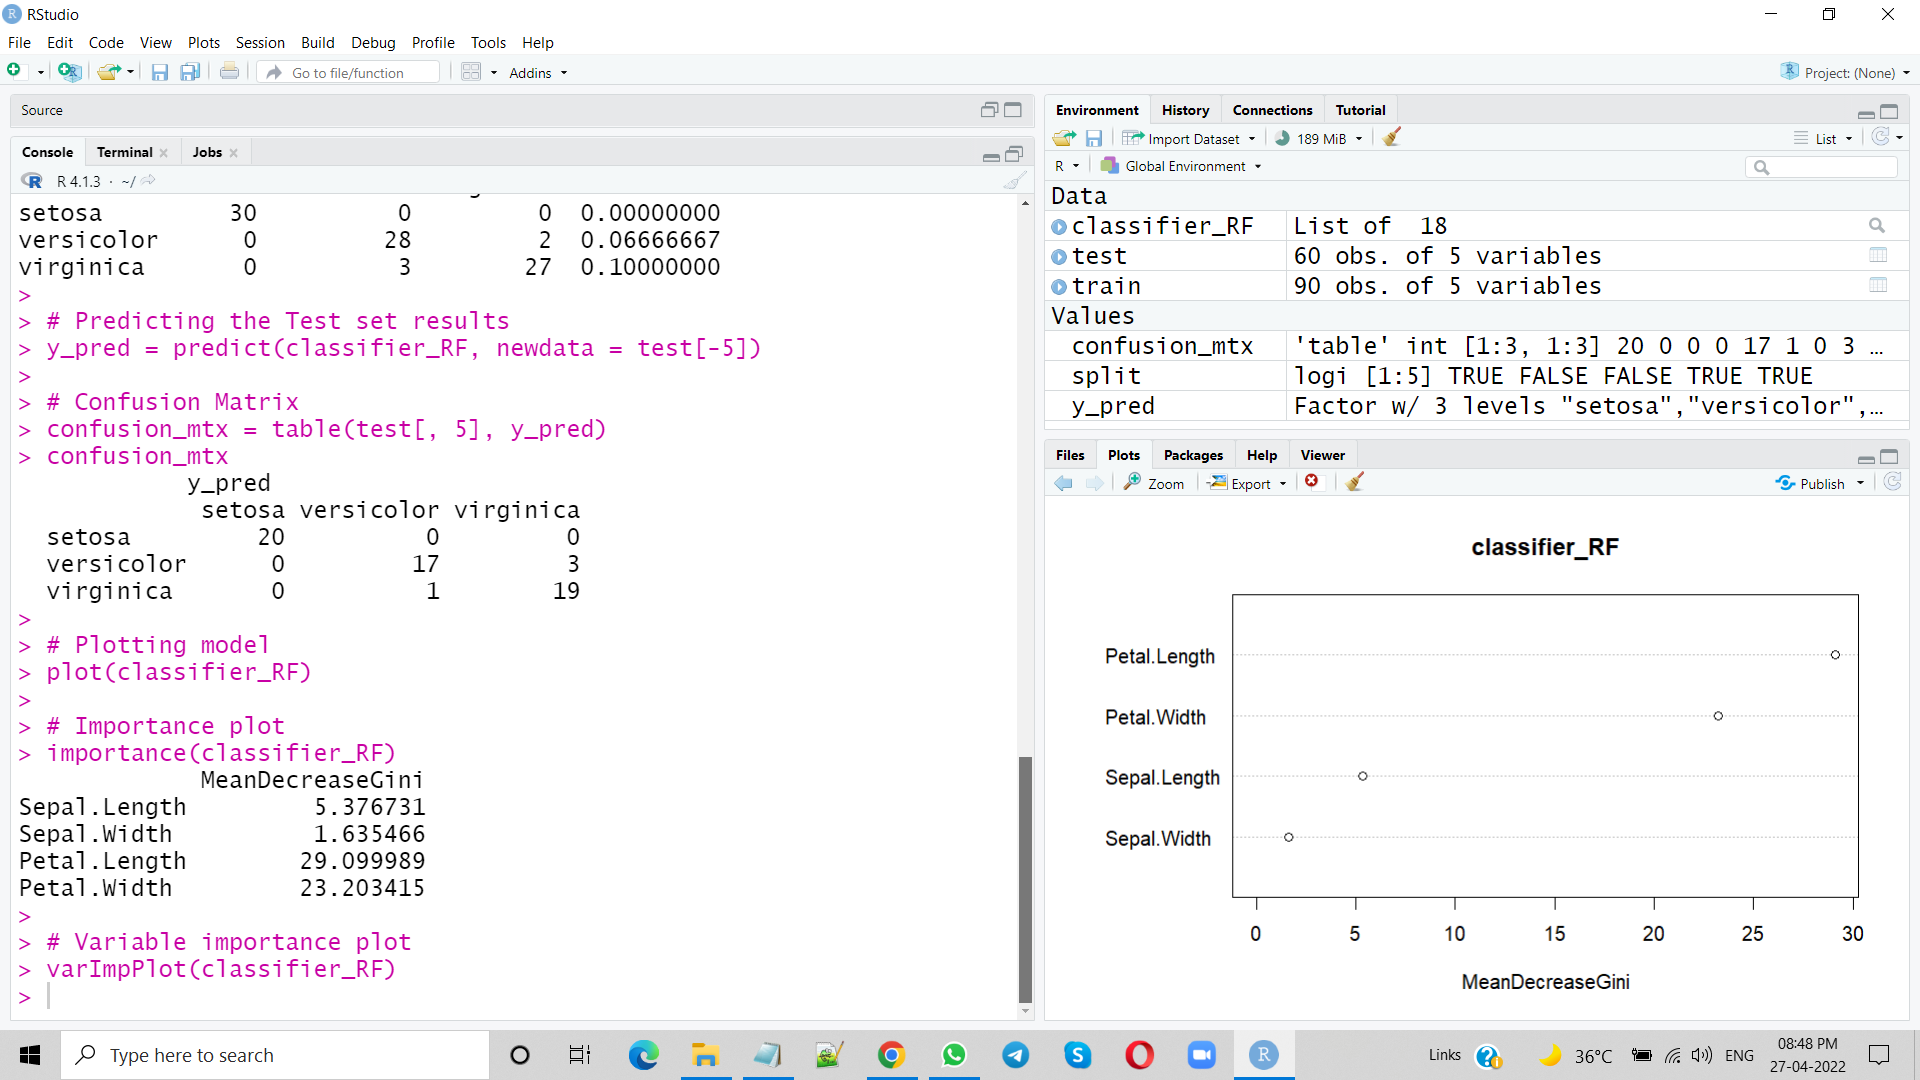 RStudio
File Edit Code View Plots Session Build Debug Profile Tools Help
Go to file/function Addins Project: (None)
Source
Console Terminal Jobs
R 4.1.3 · ~/
setosa 30 0 0 0.00000000
versicolor 0 28 2 0.06666667
virginica 0 3 27 0.10000000
>
> # Predicting the Test set results
> y_pred = predict(classifier_RF, newdata = test[-5])
>
> # Confusion Matrix
> confusion_mtx = table(test[, 5], y_pred)
> confusion_mtx
y_pred
setosa versicolor virginica
setosa 20 0 0
versicolor 0 17 3
virginica 0 1 19
>
> # Plotting model
> plot(classifier_RF)
>
> # Importance plot
> importance(classifier_RF)
MeanDecreaseGini
Sepal.Length 5.376731
Sepal.Width 1.635466
Petal.Length 29.099989
Petal.Width 23.203415
>
> # Variable importance plot
> varImpPlot(classifier_RF)
>
Environment History Connections Tutorial
Import Dataset 189 MiB List
R Global Environment
Data
classifier_RF List of 18
test 60 obs. of 5 variables
train 90 obs. of 5 variables
Values
confusion_mtx 'table' int [1:3, 1:3] 20 0 0 0 17 1 0 3 …
split logi [1:5] TRUE FALSE FALSE TRUE TRUE
y_pred Factor w/ 3 levels "setosa","versicolor",…
Files Plots Packages Help Viewer
Zoom Export Publish
classifier_RF
Petal.Length
Petal.Width
Sepal.Length
Sepal.Width
0 5 10 15 20 25 30
MeanDecreaseGini
Type here to search Links 36°C ENG 08:48 PM
27-04-2022